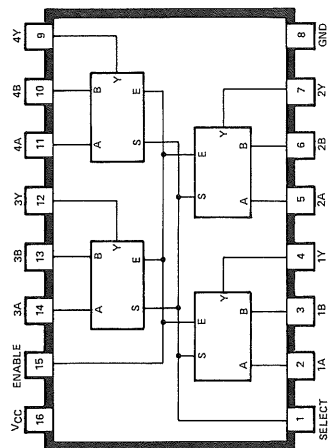 VCC ENABLE 3A 3B 3Y 4A 4B 4Y
16 15 14 13 12 11 10 9
A B A B
Y Y
S E S E
S E S E
Y Y
A B A B
1 2 3 4 5 6 7 8
SELECT 1A 1B 1Y 2A 2B 2Y GND